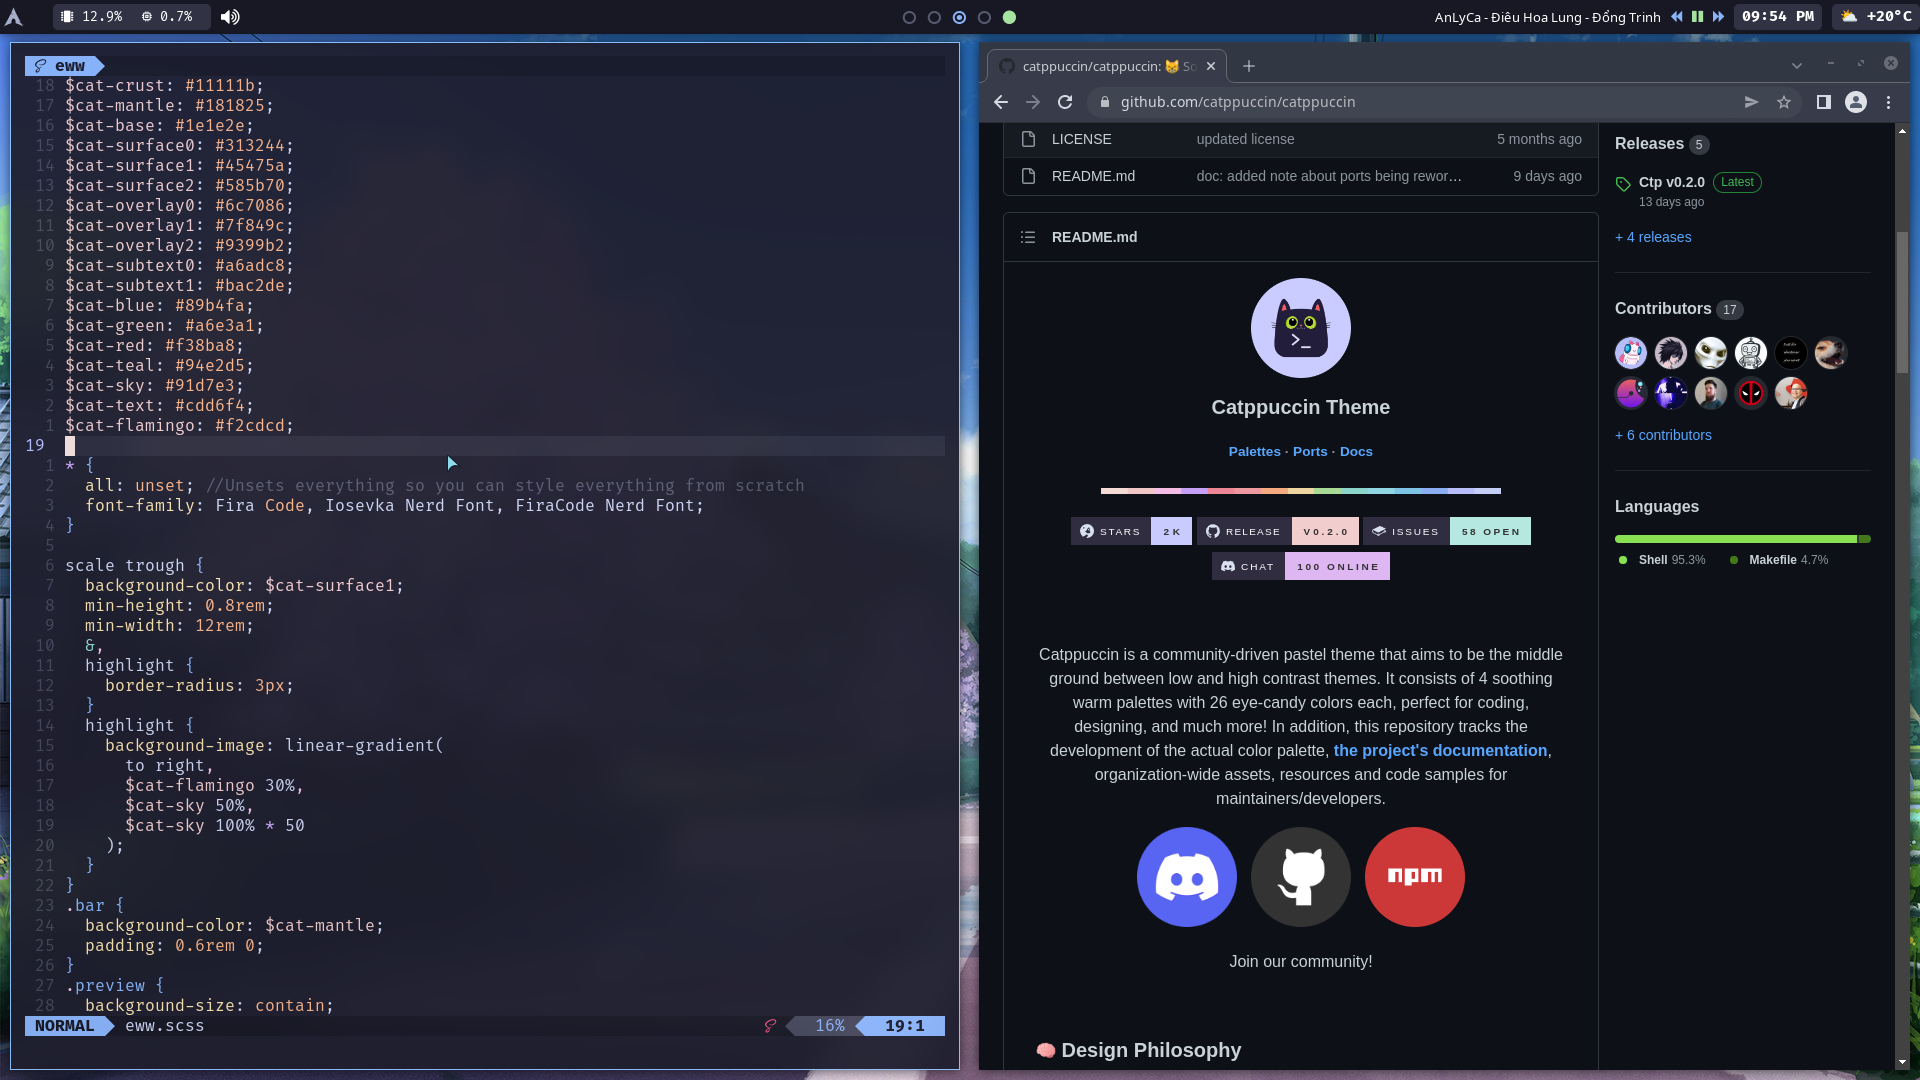 12.9% 0.7%
AnLyCa - Điêu Hoa Lung - Đổng Trinh
09:54 PM
+20°C
eww
18 $cat-crust: #11111b;
17 $cat-mantle: #181825;
16 $cat-base: #1e1e2e;
15 $cat-surface0: #313244;
14 $cat-surface1: #45475a;
13 $cat-surface2: #585b70;
12 $cat-overlay0: #6c7086;
11 $cat-overlay1: #7f849c;
10 $cat-overlay2: #9399b2;
9 $cat-subtext0: #a6adc8;
8 $cat-subtext1: #bac2de;
7 $cat-blue: #89b4fa;
6 $cat-green: #a6e3a1;
5 $cat-red: #f38ba8;
4 $cat-teal: #94e2d5;
3 $cat-sky: #91d7e3;
2 $cat-text: #cdd6f4;
1 $cat-flamingo: #f2cdcd;
19
1 * {
2 all: unset; //Unsets everything so you can style everything from scratch
3 font-family: Fira Code, Iosevka Nerd Font, FiraCode Nerd Font;
4 }
5
6 scale trough {
7 background-color: $cat-surface1;
8 min-height: 0.8rem;
9 min-width: 12rem;
10 &,
11 highlight {
12 border-radius: 3px;
13 }
14 highlight {
15 background-image: linear-gradient(
16 to right,
17 $cat-flamingo 30%,
18 $cat-sky 50%,
19 $cat-sky 100% * 50
20 );
21 }
22 }
23 .bar {
24 background-color: $cat-mantle;
25 padding: 0.6rem 0;
26 }
27 .preview {
28 background-size: contain;
NORMAL eww.scss 16% 19:1
catppuccin/catppuccin: 😸 So
github.com/catppuccin/catppuccin
LICENSE updated license 5 months ago
README.md doc: added note about ports being rewor… 9 days ago
README.md
>_
Catppuccin Theme
Palettes · Ports · Docs
STARS 2K RELEASE V0.2.0 ISSUES 58 OPEN
CHAT 100 ONLINE
Catppuccin is a community-driven pastel theme that aims to be the middle
ground between low and high contrast themes. It consists of 4 soothing
warm palettes with 26 eye-candy colors each, perfect for coding,
designing, and much more! In addition, this repository tracks the
development of the actual color palette, the project's documentation,
organization-wide assets, resources and code samples for
maintainers/developers.
npm
Join our community!
🧠 Design Philosophy
Releases 5
Ctp v0.2.0 Latest
13 days ago
+ 4 releases
Contributors 17
+ 6 contributors
Languages
Shell 95.3% Makefile 4.7%